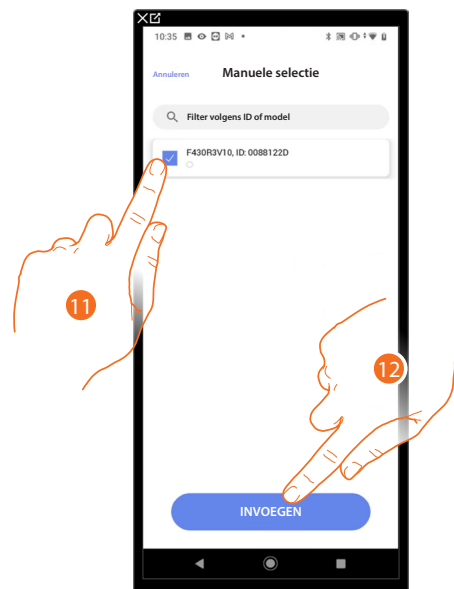 10:35
Annuleren Manuele selectie
Filter volgens ID of model
F430R3V10, ID: 0088122D
11
12
INVOEGEN